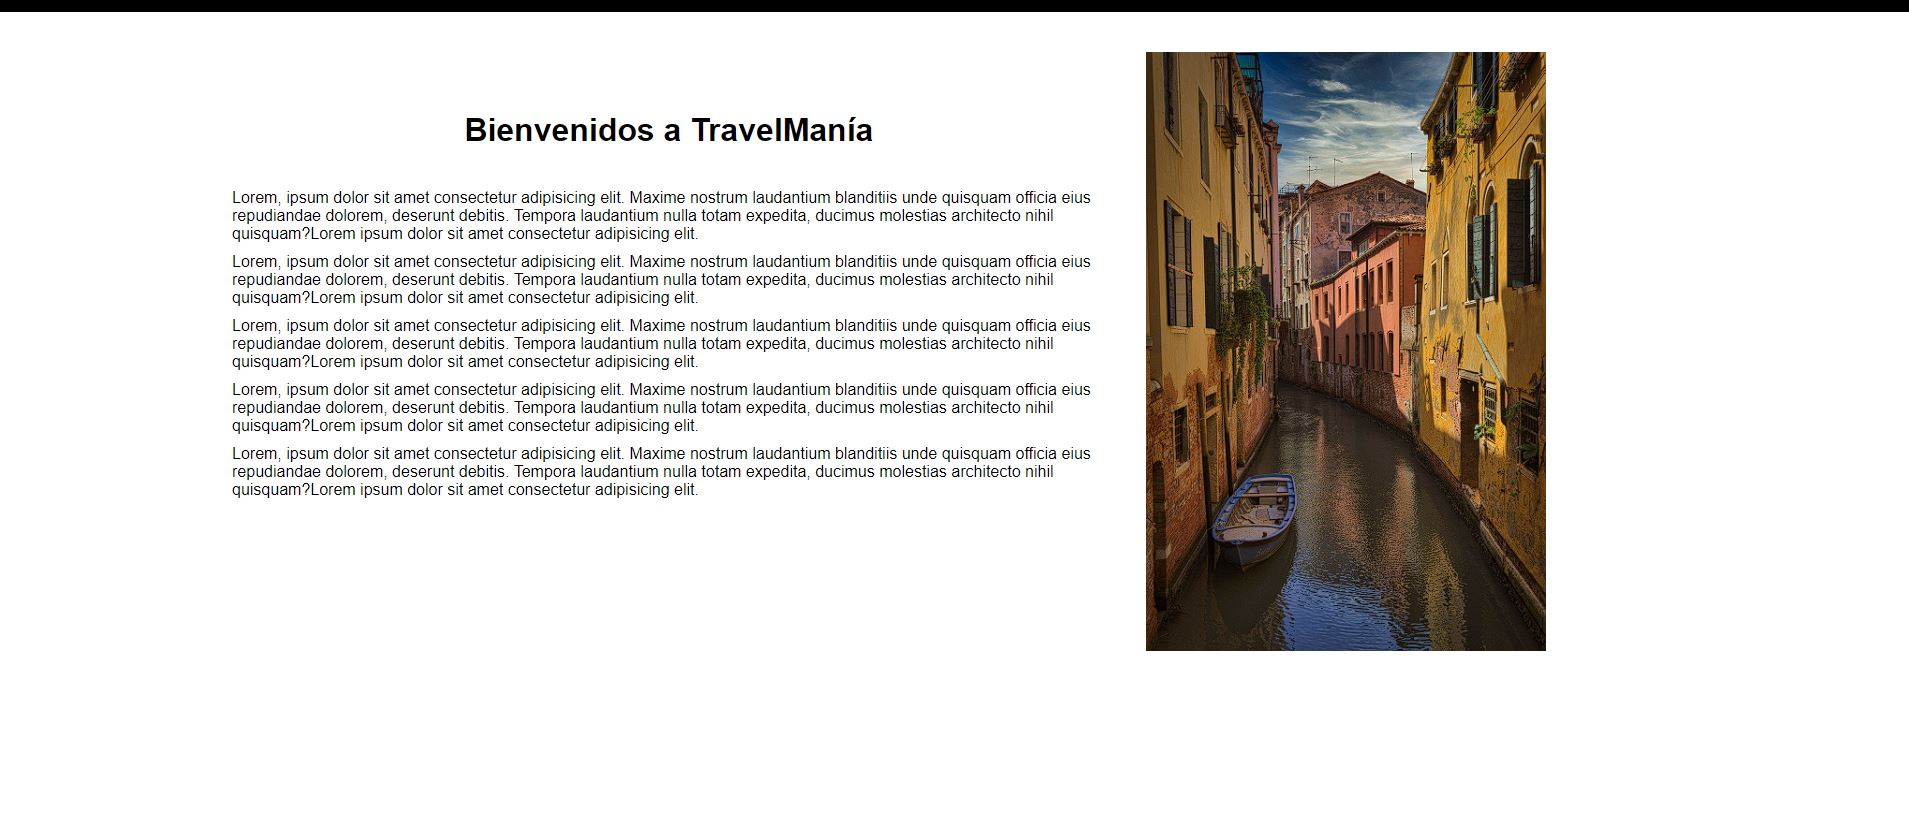 Bienvenidos a TravelManía
Lorem, ipsum dolor sit amet consectetur adipisicing elit. Maxime nostrum laudantium blanditiis unde quisquam officia eius
repudiandae dolorem, deserunt debitis. Tempora laudantium nulla totam expedita, ducimus molestias architecto nihil
quisquam?Lorem ipsum dolor sit amet consectetur adipisicing elit.
Lorem, ipsum dolor sit amet consectetur adipisicing elit. Maxime nostrum laudantium blanditiis unde quisquam officia eius
repudiandae dolorem, deserunt debitis. Tempora laudantium nulla totam expedita, ducimus molestias architecto nihil
quisquam?Lorem ipsum dolor sit amet consectetur adipisicing elit.
Lorem, ipsum dolor sit amet consectetur adipisicing elit. Maxime nostrum laudantium blanditiis unde quisquam officia eius
repudiandae dolorem, deserunt debitis. Tempora laudantium nulla totam expedita, ducimus molestias architecto nihil
quisquam?Lorem ipsum dolor sit amet consectetur adipisicing elit.
Lorem, ipsum dolor sit amet consectetur adipisicing elit. Maxime nostrum laudantium blanditiis unde quisquam officia eius
repudiandae dolorem, deserunt debitis. Tempora laudantium nulla totam expedita, ducimus molestias architecto nihil
quisquam?Lorem ipsum dolor sit amet consectetur adipisicing elit.
Lorem, ipsum dolor sit amet consectetur adipisicing elit. Maxime nostrum laudantium blanditiis unde quisquam officia eius
repudiandae dolorem, deserunt debitis. Tempora laudantium nulla totam expedita, ducimus molestias architecto nihil
quisquam?Lorem ipsum dolor sit amet consectetur adipisicing elit.